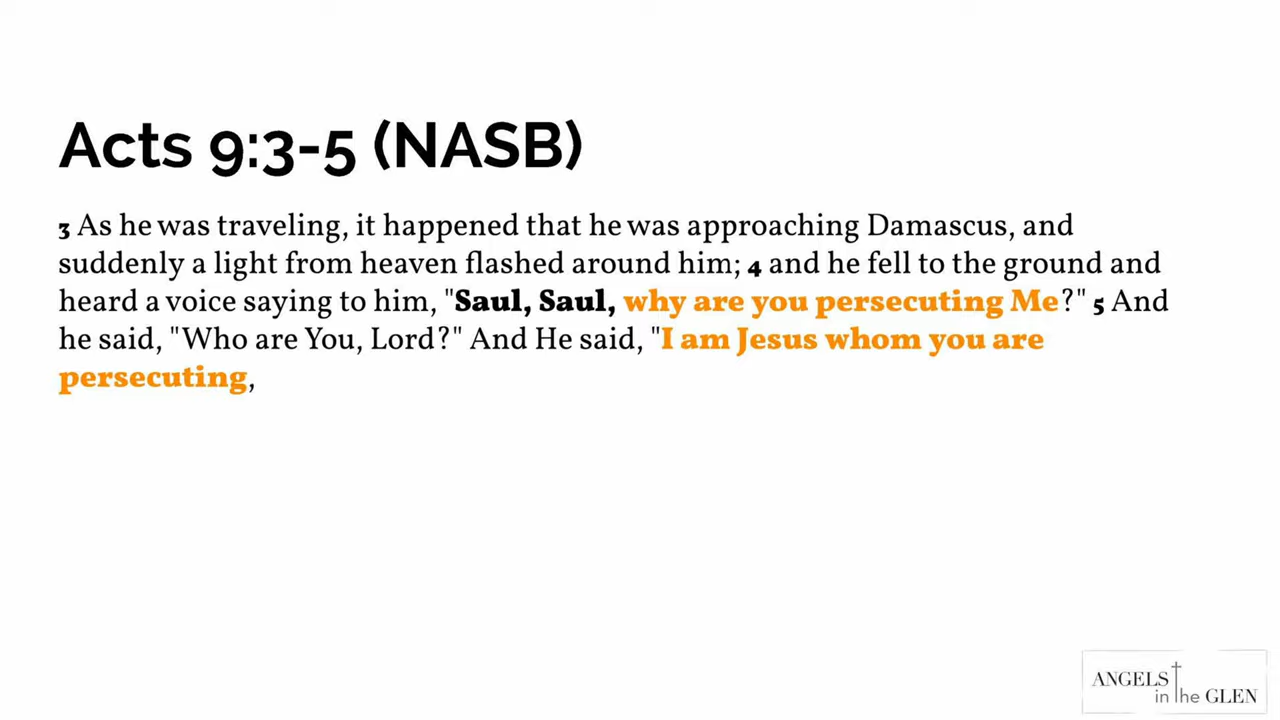 Acts 9:3-5 (NASB)
3 As he was traveling, it happened that he was approaching Damascus, and
suddenly a light from heaven flashed around him; 4 and he fell to the ground and
heard a voice saying to him, "Saul, Saul, why are you persecuting Me?" 5 And
he said, "Who are You, Lord?" And He said, "I am Jesus whom you are
persecuting,
ANGELS
in the GLEN